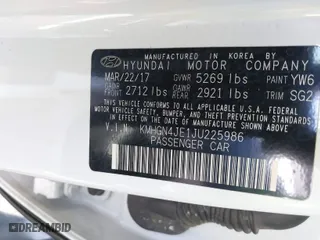 MANUFACTURED IN KOREA BY
HYUNDAI MOTOR COMPANY
MAR/22/17 GVWR 5269 lbs PAINT YW6
GAWR FRONT 2712 lbs GAWR REAR 2921 lbs TRIM SG2
THIS VEHICLE CONFORMS TO ALL APPLICABLE U.S.A. FEDERAL
MOTOR VEHICLE SAFETY, BUMPER, AND THEFT PREVENTION
STANDARDS IN EFFECT ON THE DATE OF MANUFACTURE SHOWN ABOVE.
V.I.N: KMHGN4JE1JU225986
PASSENGER CAR